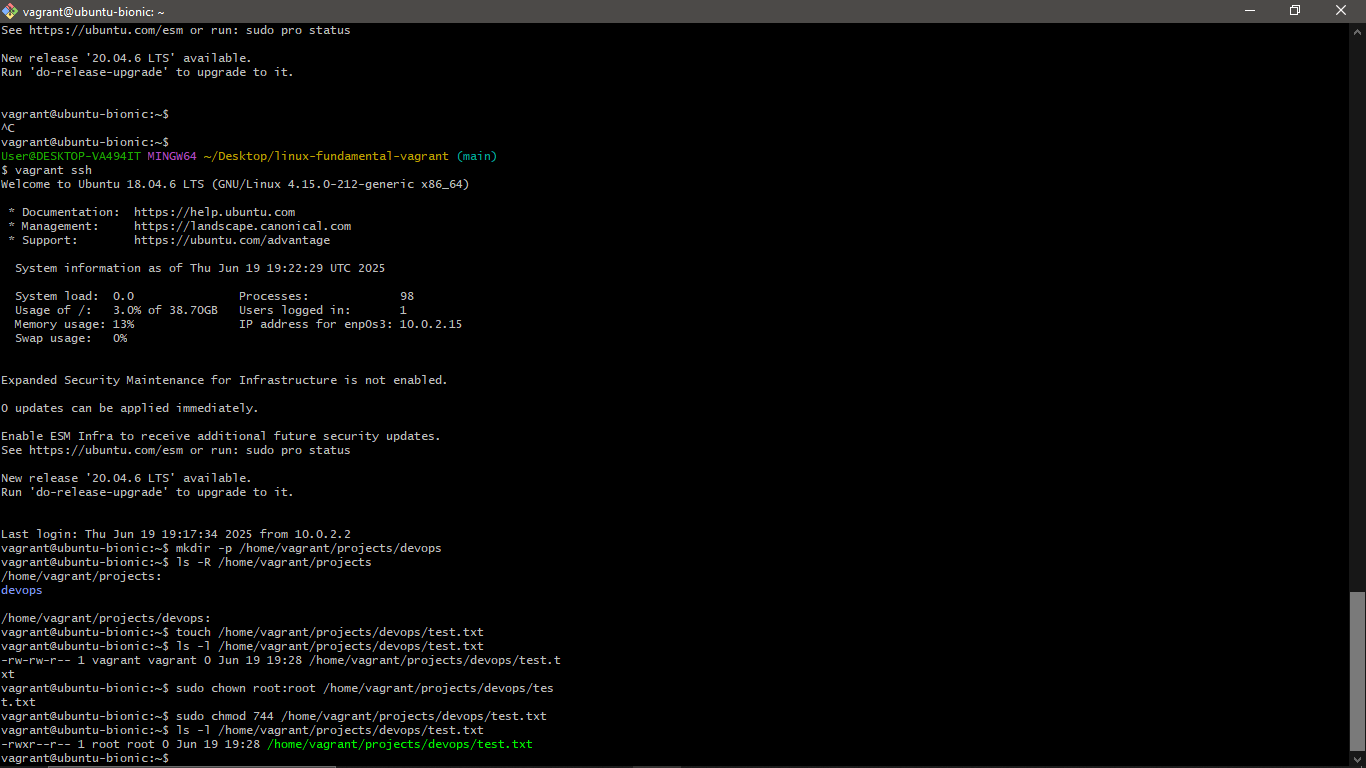 vagrant@ubuntu-bionic: ~
See https://ubuntu.com/esm or run: sudo pro status
New release '20.04.6 LTS' available.
Run 'do-release-upgrade' to upgrade to it.
vagrant@ubuntu-bionic:~$
^C
vagrant@ubuntu-bionic:~$
User@DESKTOP-VA494IT MINGW64 ~/Desktop/linux-fundamental-vagrant (main)
$ vagrant ssh
Welcome to Ubuntu 18.04.6 LTS (GNU/Linux 4.15.0-212-generic x86_64)
* Documentation:  https://help.ubuntu.com
* Management:     https://landscape.canonical.com
* Support:        https://ubuntu.com/advantage
System information as of Thu Jun 19 19:22:29 UTC 2025
System load:  0.0               Processes:             98
Usage of /:   3.0% of 38.70GB   Users logged in:       1
Memory usage: 13%               IP address for enp0s3: 10.0.2.15
Swap usage:   0%
Expanded Security Maintenance for Infrastructure is not enabled.
0 updates can be applied immediately.
Enable ESM Infra to receive additional future security updates.
See https://ubuntu.com/esm or run: sudo pro status
New release '20.04.6 LTS' available.
Run 'do-release-upgrade' to upgrade to it.
Last login: Thu Jun 19 19:17:34 2025 from 10.0.2.2
vagrant@ubuntu-bionic:~$ mkdir -p /home/vagrant/projects/devops
vagrant@ubuntu-bionic:~$ ls -R /home/vagrant/projects
/home/vagrant/projects:
devops
/home/vagrant/projects/devops:
vagrant@ubuntu-bionic:~$ touch /home/vagrant/projects/devops/test.txt
vagrant@ubuntu-bionic:~$ ls -l /home/vagrant/projects/devops/test.txt
-rw-rw-r-- 1 vagrant vagrant 0 Jun 19 19:28 /home/vagrant/projects/devops/test.t
xt
vagrant@ubuntu-bionic:~$ sudo chown root:root /home/vagrant/projects/devops/tes
t.txt
vagrant@ubuntu-bionic:~$ sudo chmod 744 /home/vagrant/projects/devops/test.txt
vagrant@ubuntu-bionic:~$ ls -l /home/vagrant/projects/devops/test.txt
-rwxr--r-- 1 root root 0 Jun 19 19:28 /home/vagrant/projects/devops/test.txt
vagrant@ubuntu-bionic:~$